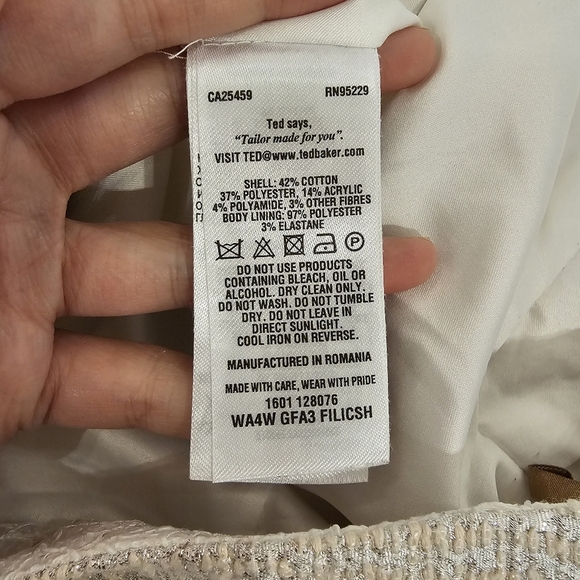 CA25459 RN95229
Ted says,
“Tailor made for you”.
VISIT TED@www.tedbaker.com
SHELL: 42% COTTON
37% POLYESTER, 14% ACRYLIC
4% POLYAMIDE, 3% OTHER FIBRES
BODY LINING: 97% POLYESTER
3% ELASTANE
P
DO NOT USE PRODUCTS
CONTAINING BLEACH, OIL OR
ALCOHOL. DRY CLEAN ONLY.
DO NOT WASH. DO NOT TUMBLE
DRY. DO NOT LEAVE IN
DIRECT SUNLIGHT.
COOL IRON ON REVERSE.
MANUFACTURED IN ROMANIA
MADE WITH CARE, WEAR WITH PRIDE
1601 128076
WA4W GFA3 FILICSH